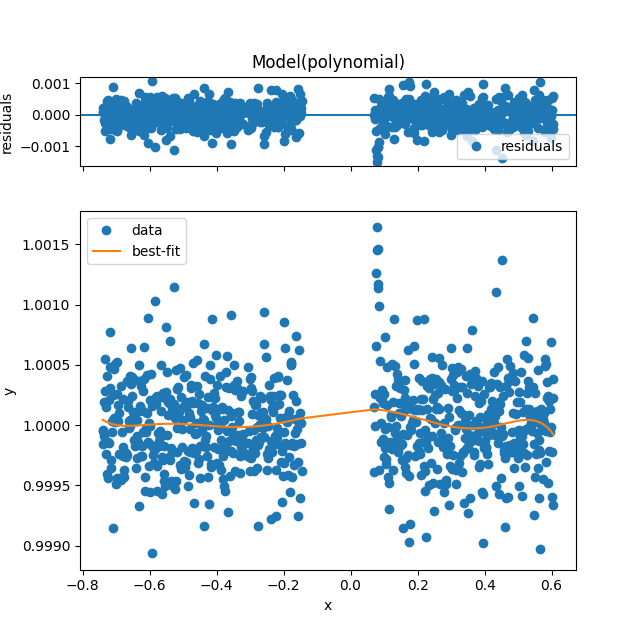 Model(polynomial)
0.001
0.000
−0.001
residuals
residuals
data
best-fit
1.0015
1.0010
1.0005
1.0000
0.9995
0.9990
y
−0.8 −0.6 −0.4 −0.2 0.0 0.2 0.4 0.6
x